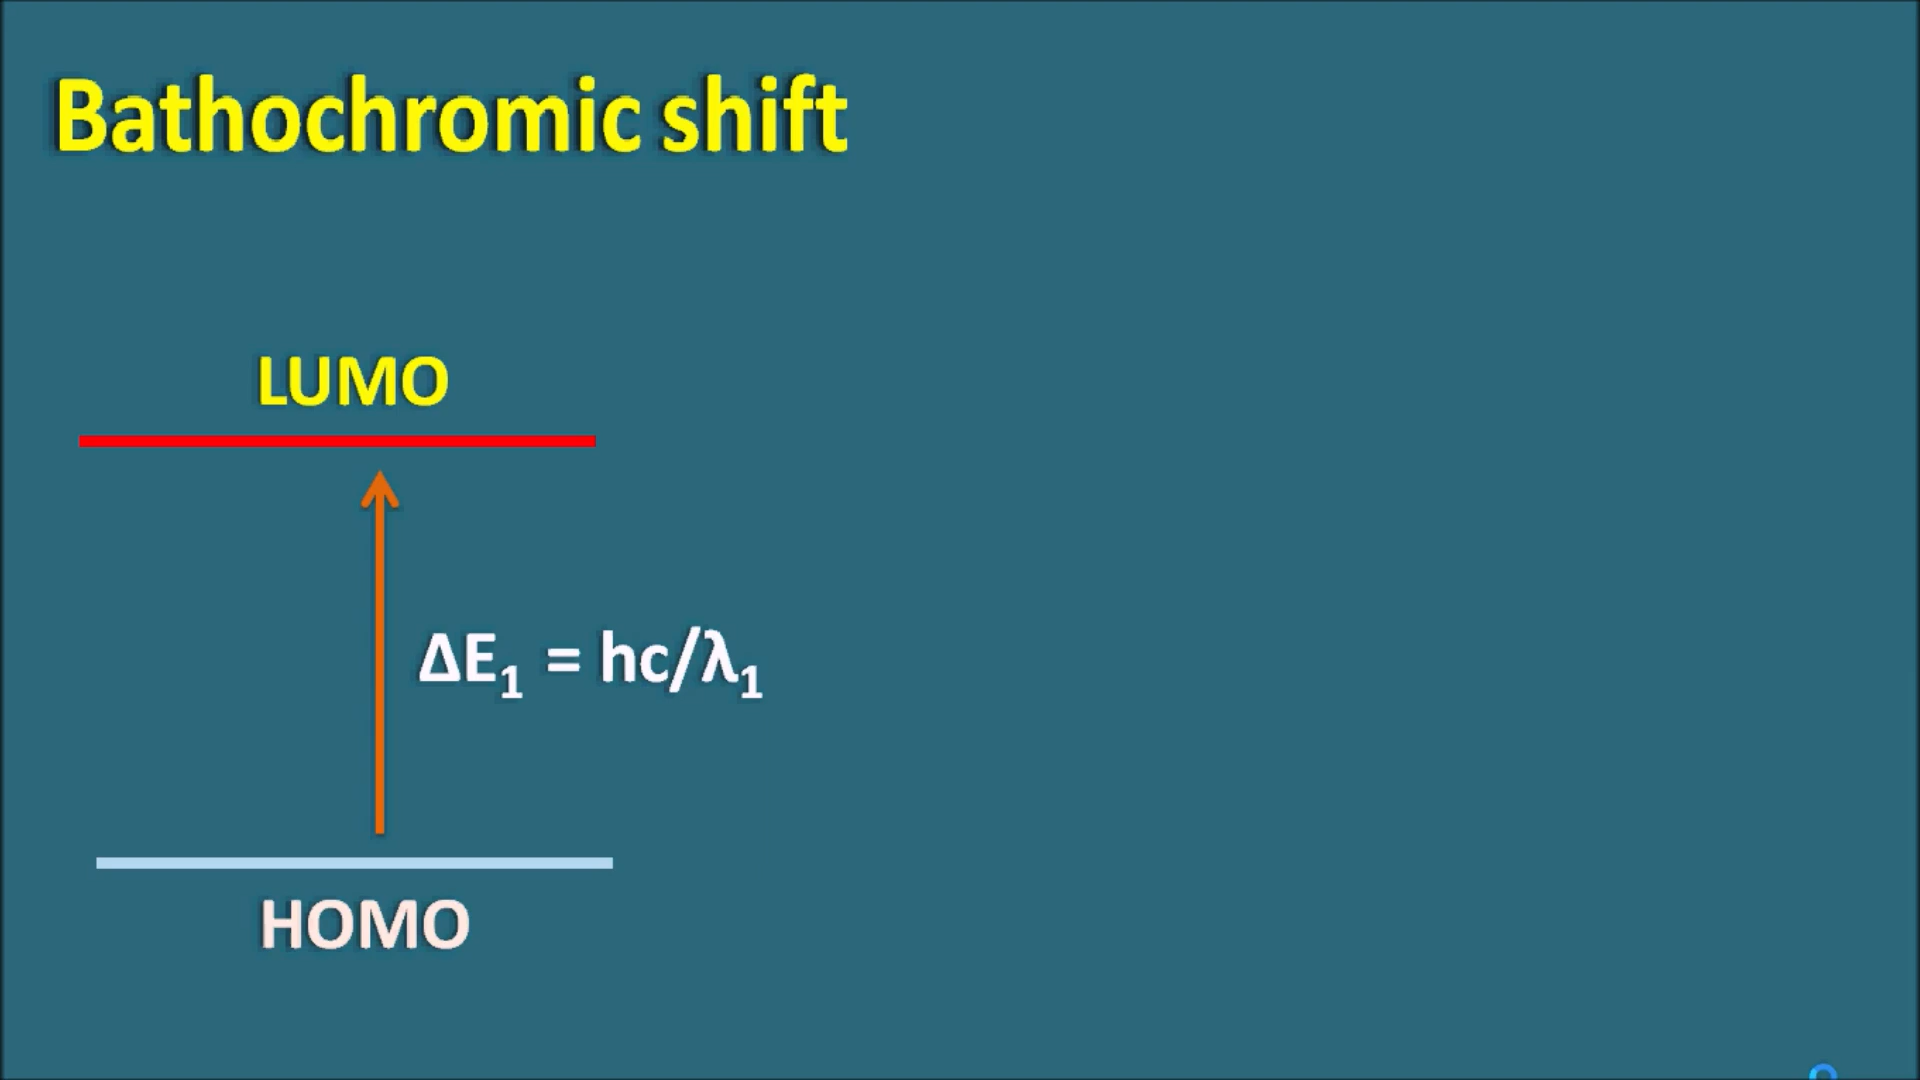 Bathochromic shift
LUMO
ΔE₁ = hc/λ₁
HOMO